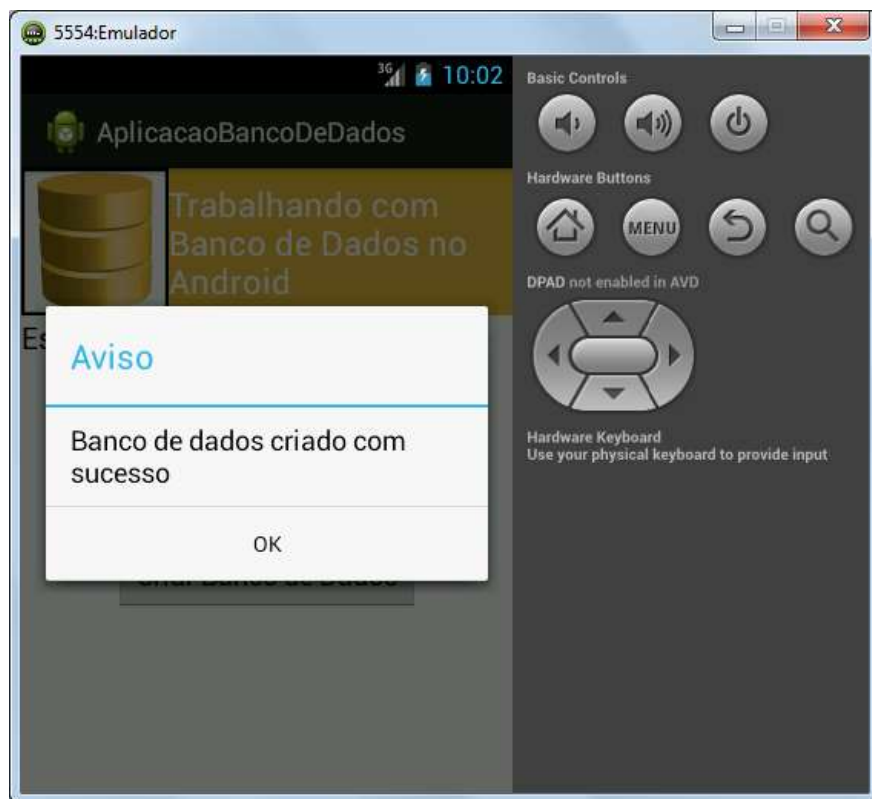 5554:Emulador
3G 10:02
AplicacaoBancoDeDados
Trabalhando com
Banco de Dados no
Android
Aviso
Banco de dados criado com
sucesso
OK
Basic Controls
Hardware Buttons
MENU
DPAD not enabled in AVD
Hardware Keyboard
Use your physical keyboard to provide input